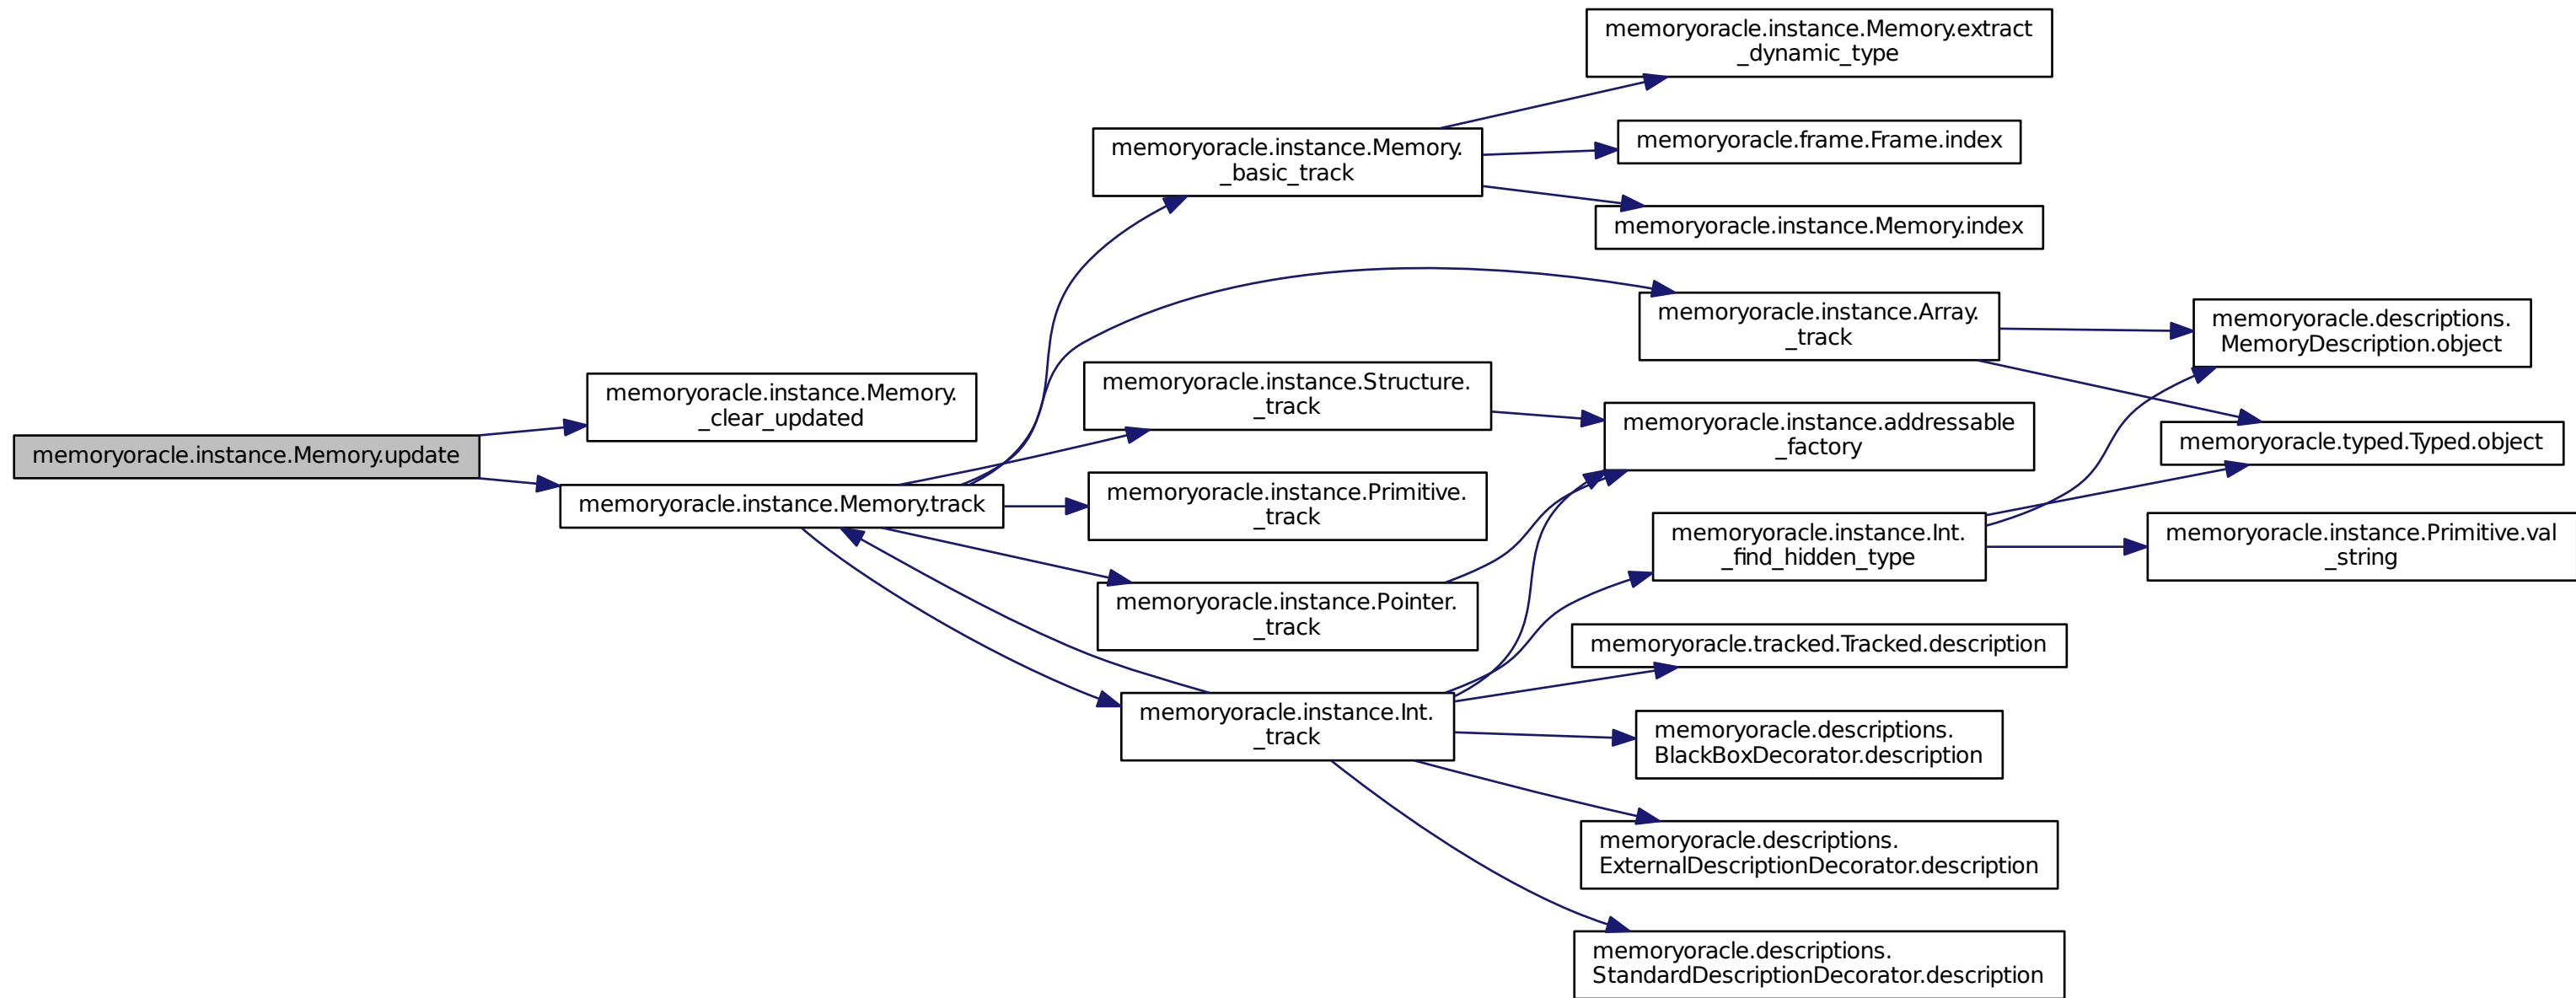 memoryoracle.instance.Memory.update
memoryoracle.instance.Memory.
_clear_updated
memoryoracle.instance.Memory.track
memoryoracle.instance.Memory.
_basic_track
memoryoracle.instance.Structure.
_track
memoryoracle.instance.Primitive.
_track
memoryoracle.instance.Pointer.
_track
memoryoracle.instance.Int.
_track
memoryoracle.instance.Memory.extract
_dynamic_type
memoryoracle.frame.Frame.index
memoryoracle.instance.Memory.index
memoryoracle.instance.Array.
_track
memoryoracle.instance.addressable
_factory
memoryoracle.instance.Int.
_find_hidden_type
memoryoracle.tracked.Tracked.description
memoryoracle.descriptions.
BlackBoxDecorator.description
memoryoracle.descriptions.
ExternalDescriptionDecorator.description
memoryoracle.descriptions.
StandardDescriptionDecorator.description
memoryoracle.descriptions.
MemoryDescription.object
memoryoracle.typed.Typed.object
memoryoracle.instance.Primitive.val
_string